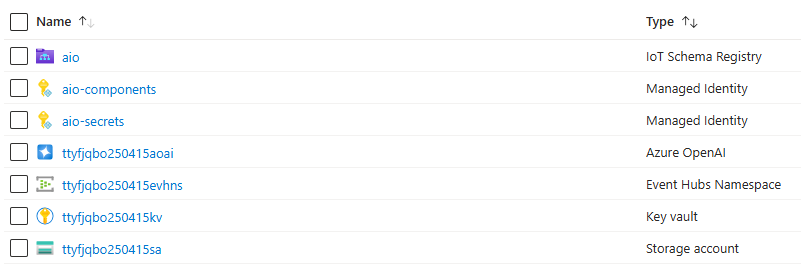 Name ↑↓ Type ↑↓
aio IoT Schema Registry
aio-components Managed Identity
aio-secrets Managed Identity
ttyfjqbo250415aoai Azure OpenAI
ttyfjqbo250415evhns Event Hubs Namespace
ttyfjqbo250415kv Key vault
ttyfjqbo250415sa Storage account